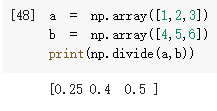 [48] a = np.array([1,2,3])
b = np.array([4,5,6])
print(np.divide(a,b))
[0.25 0.4 0.5 ]